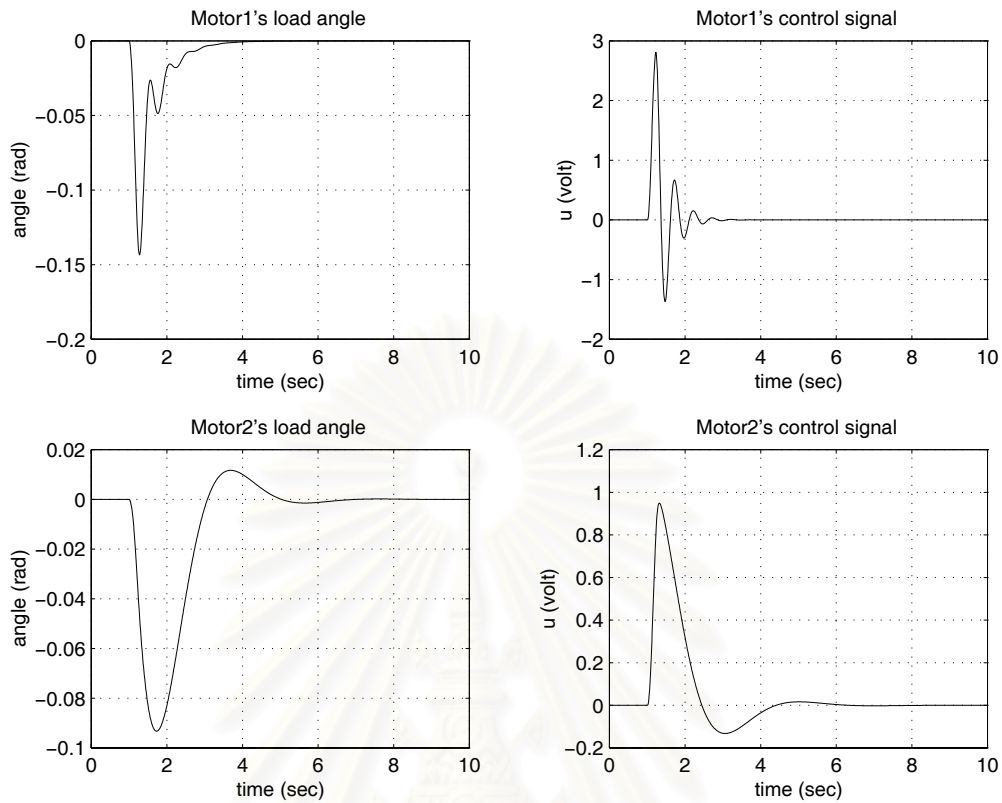 Motor1's load angle
0
−0.05
−0.1
−0.15
−0.2
angle (rad)
0 2 4 6 8 10
time (sec)
Motor1's control signal
3
2
1
0
−1
−2
u (volt)
0 2 4 6 8 10
time (sec)
Motor2's load angle
0.02
0
−0.02
−0.04
−0.06
−0.08
−0.1
angle (rad)
0 2 4 6 8 10
time (sec)
Motor2's control signal
1.2
1
0.8
0.6
0.4
0.2
0
−0.2
u (volt)
0 2 4 6 8 10
time (sec)